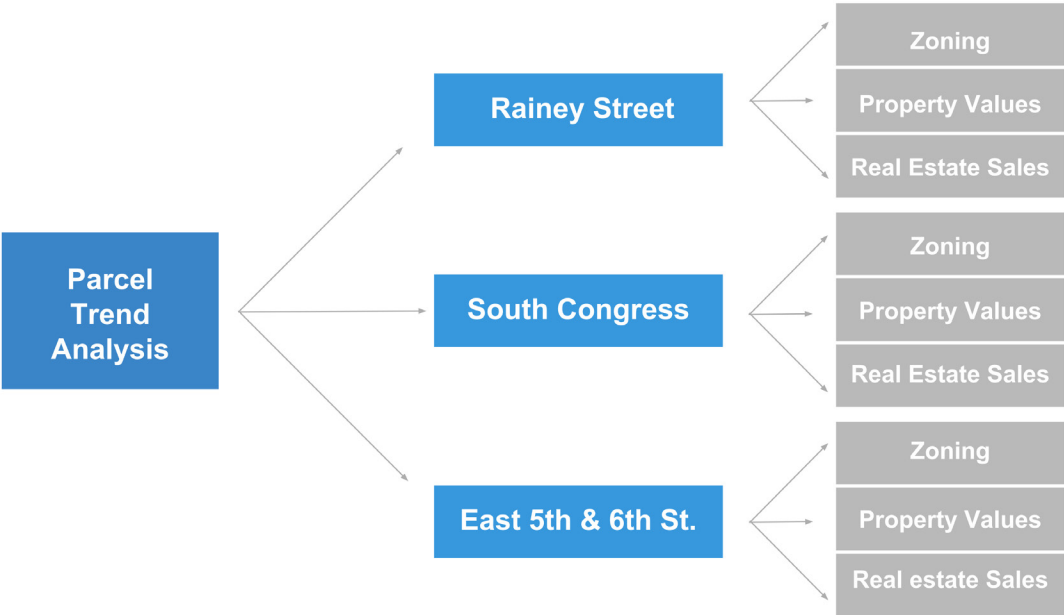 Parcel
Trend
Analysis
Rainey Street
Zoning
Property Values
Real Estate Sales
South Congress
Zoning
Property Values
Real Estate Sales
East 5th & 6th St.
Zoning
Property Values
Real estate Sales